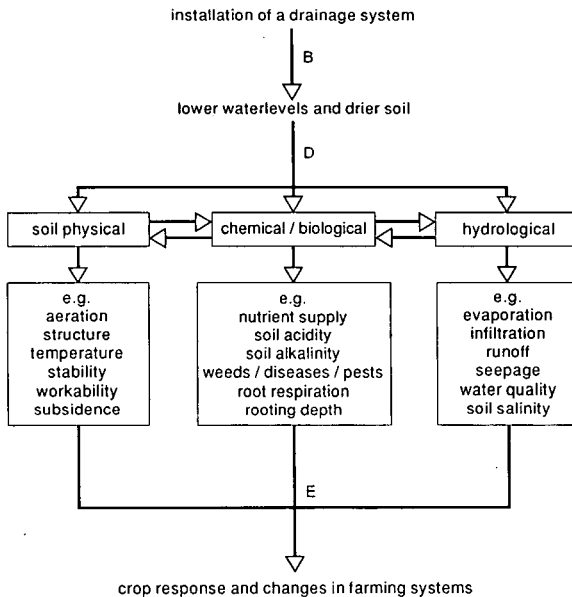 installation of a drainage system
B
lower waterlevels and drier soil
D
soil physical
chemical / biological
hydrological
e.g.
aeration
structure
temperature
stability
workability
subsidence
e.g.
nutrient supply
soil acidity
soil alkalinity
weeds / diseases / pests
root respiration
rooting depth
e.g.
evaporation
infiltration
runoff
seepage
water quality
soil salinity
E
crop response and changes in farming systems